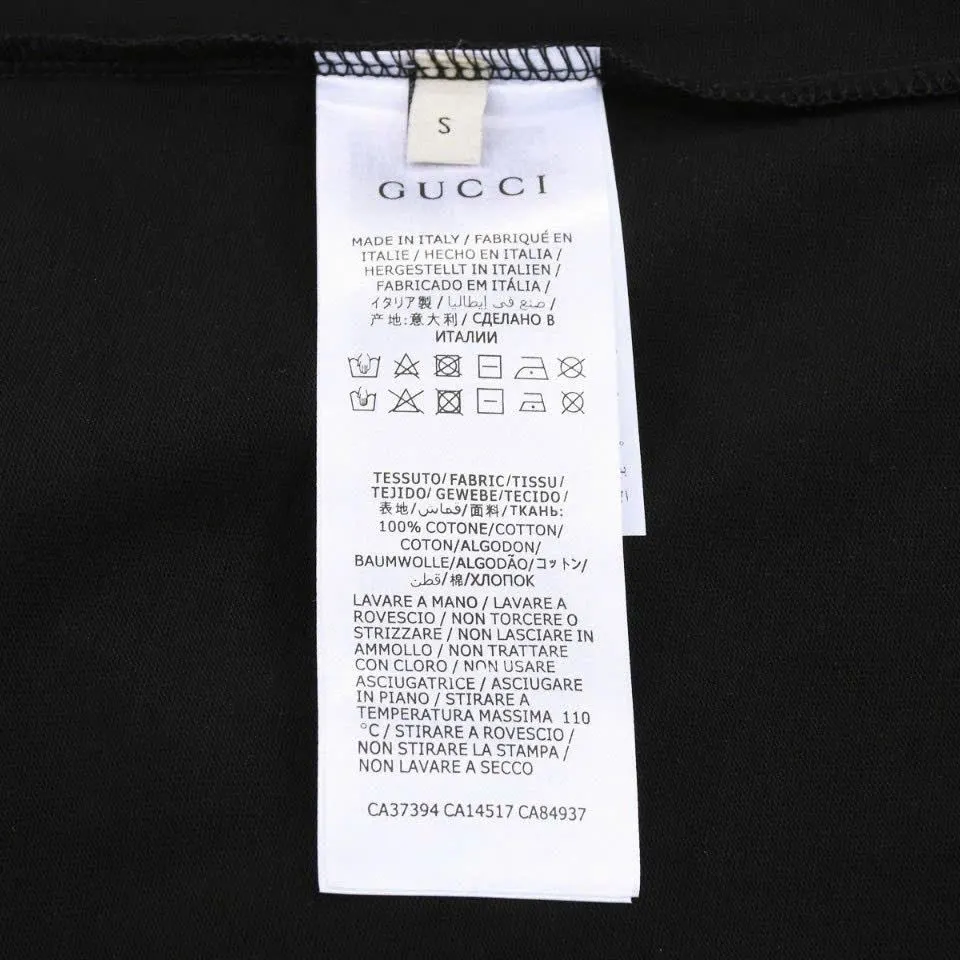 S
GUCCI
MADE IN ITALY / FABRIQUÉ EN
ITALIE / HECHO EN ITALIA /
HERGESTELLT IN ITALIEN /
FABRICADO EM ITÁLIA /
イタリア製 / صنع في إيطاليا /
产地:意大利 / СДЕЛАНО В
ИТАЛИИ
TESSUTO/FABRIC/TISSU/
TEJIDO/ GEWEBE/TECIDO/
表地/قماش/面料/ТКАНЬ:
100% COTONE/COTTON/
COTON/ALGODON/
BAUMWOLLE/ALGODÃO/コットン/
قطن/棉/ХЛОПОК
LAVARE A MANO / LAVARE A
ROVESCIO / NON TORCERE O
STRIZZARE / NON LASCIARE IN
AMMOLLO / NON TRATTARE
CON CLORO / NON USARE
ASCIUGATRICE / ASCIUGARE
IN PIANO / STIRARE A
TEMPERATURA MASSIMA 110
°C / STIRARE A ROVESCIO /
NON STIRARE LA STAMPA /
NON LAVARE A SECCO
CA37394 CA14517 CA84937